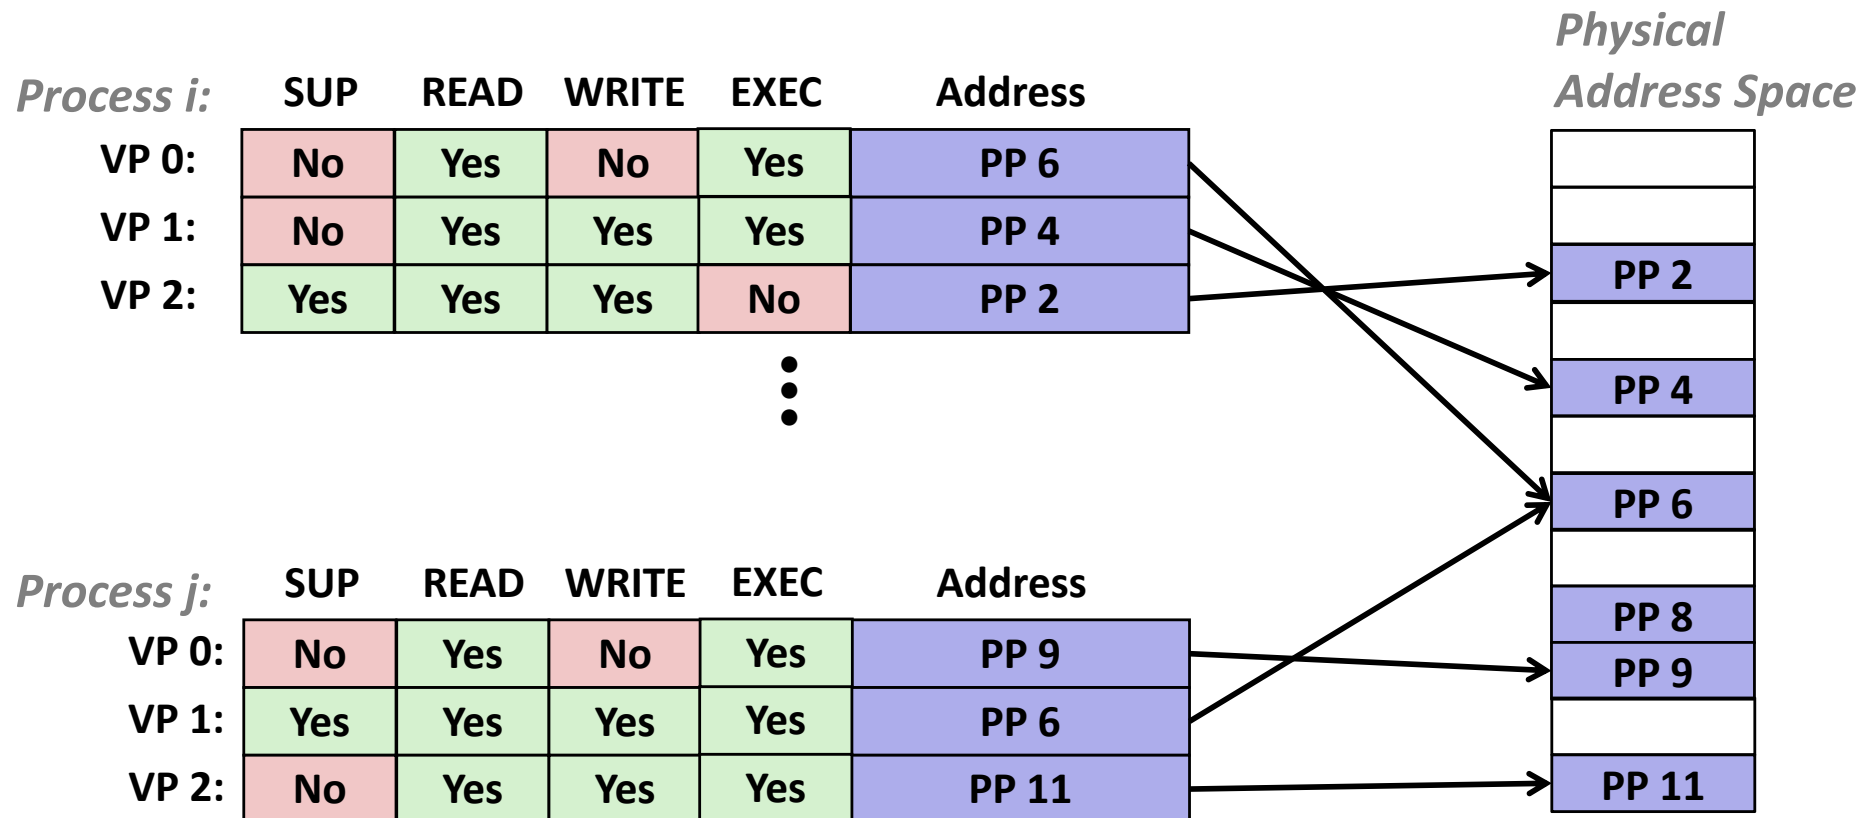 Physical
Address Space
Process i: SUP READ WRITE EXEC Address
VP 0: No Yes No Yes PP 6
VP 1: No Yes Yes Yes PP 4
VP 2: Yes Yes Yes No PP 2
PP 2
PP 4
PP 6
PP 8
PP 9
PP 11
Process j: SUP READ WRITE EXEC Address
VP 0: No Yes No Yes PP 9
VP 1: Yes Yes Yes Yes PP 6
VP 2: No Yes Yes Yes PP 11